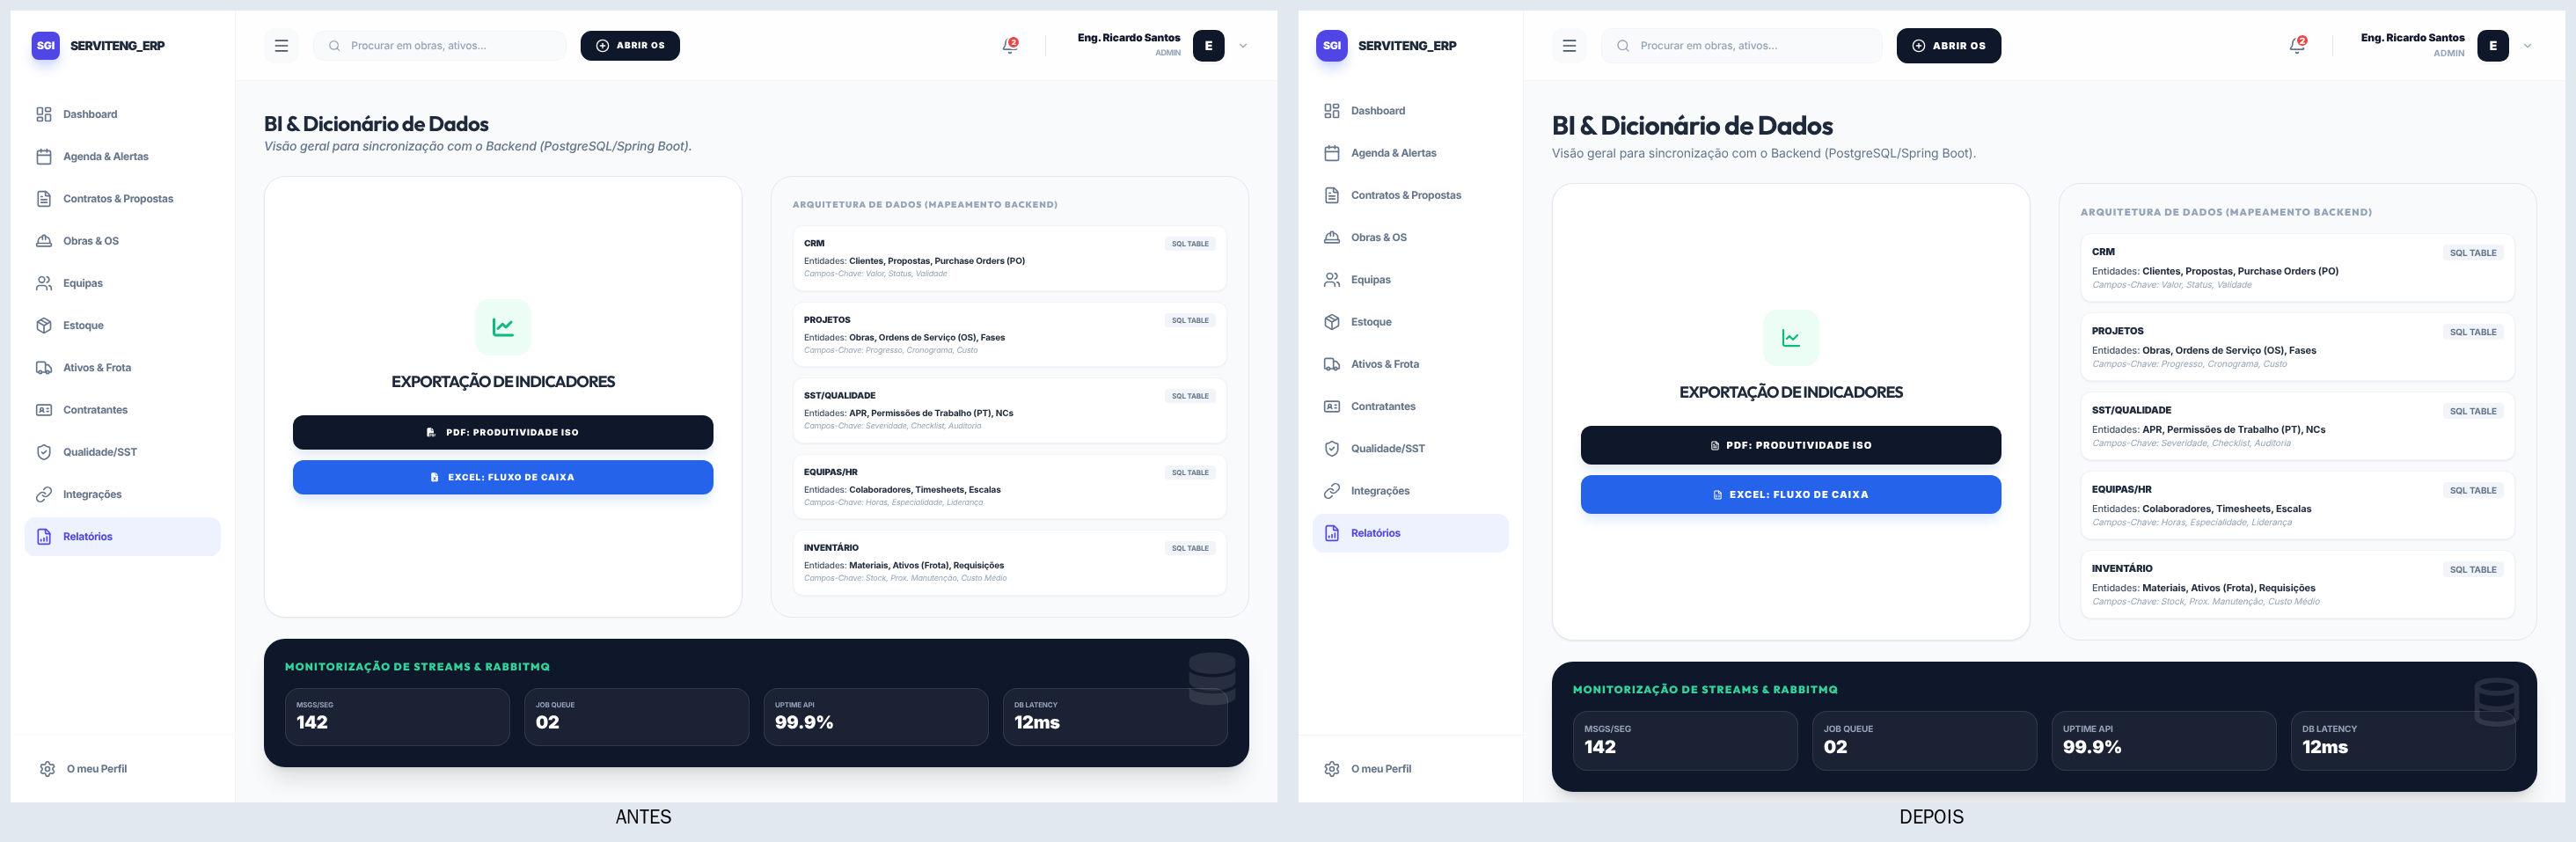 SGI SERVITENG_ERP
Procurar em obras, ativos...
ABRIR OS
2
Eng. Ricardo Santos
ADMIN
E
Dashboard
Agenda & Alertas
Contratos & Propostas
Obras & OS
Equipas
Estoque
Ativos & Frota
Contratantes
Qualidade/SST
Integrações
Relatórios
O meu Perfil
BI & Dicionário de Dados
Visão geral para sincronização com o Backend (PostgreSQL/Spring Boot).
EXPORTAÇÃO DE INDICADORES
PDF: PRODUTIVIDADE ISO
EXCEL: FLUXO DE CAIXA
ARQUITETURA DE DADOS (MAPEAMENTO BACKEND)
CRM
SQL TABLE
Entidades: Clientes, Propostas, Purchase Orders (PO)
Campos-Chave: Valor, Status, Validade
PROJETOS
SQL TABLE
Entidades: Obras, Ordens de Serviço (OS), Fases
Campos-Chave: Progresso, Cronograma, Custo
SST/QUALIDADE
SQL TABLE
Entidades: APR, Permissões de Trabalho (PT), NCs
Campos-Chave: Severidade, Checklist, Auditoria
EQUIPAS/HR
SQL TABLE
Entidades: Colaboradores, Timesheets, Escalas
Campos-Chave: Horas, Especialidade, Liderança
INVENTÁRIO
SQL TABLE
Entidades: Materiais, Ativos (Frota), Requisições
Campos-Chave: Stock, Prox. Manutenção, Custo Médio
MONITORIZAÇÃO DE STREAMS & RABBITMQ
MSGS/SEG
142
JOB QUEUE
02
UPTIME API
99.9%
DB LATENCY
12ms
ANTES
SGI SERVITENG_ERP
Procurar em obras, ativos...
ABRIR OS
2
Eng. Ricardo Santos
ADMIN
E
Dashboard
Agenda & Alertas
Contratos & Propostas
Obras & OS
Equipas
Estoque
Ativos & Frota
Contratantes
Qualidade/SST
Integrações
Relatórios
O meu Perfil
BI & Dicionário de Dados
Visão geral para sincronização com o Backend (PostgreSQL/Spring Boot).
EXPORTAÇÃO DE INDICADORES
PDF: PRODUTIVIDADE ISO
EXCEL: FLUXO DE CAIXA
ARQUITETURA DE DADOS (MAPEAMENTO BACKEND)
CRM
SQL TABLE
Entidades: Clientes, Propostas, Purchase Orders (PO)
Campos-Chave: Valor, Status, Validade
PROJETOS
SQL TABLE
Entidades: Obras, Ordens de Serviço (OS), Fases
Campos-Chave: Progresso, Cronograma, Custo
SST/QUALIDADE
SQL TABLE
Entidades: APR, Permissões de Trabalho (PT), NCs
Campos-Chave: Severidade, Checklist, Auditoria
EQUIPAS/HR
SQL TABLE
Entidades: Colaboradores, Timesheets, Escalas
Campos-Chave: Horas, Especialidade, Liderança
INVENTÁRIO
SQL TABLE
Entidades: Materiais, Ativos (Frota), Requisições
Campos-Chave: Stock, Prox. Manutenção, Custo Médio
MONITORIZAÇÃO DE STREAMS & RABBITMQ
MSGS/SEG
142
JOB QUEUE
02
UPTIME API
99.9%
DB LATENCY
12ms
DEPOIS